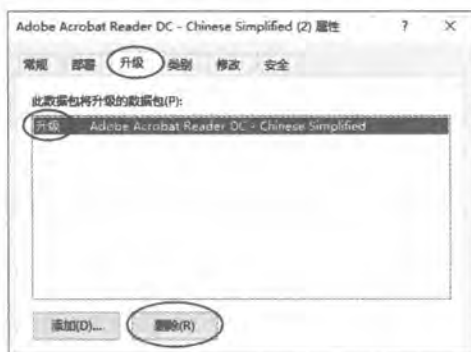 Adobe Acrobat Reader DC - Chinese Simplified (2) 属性 ? ×
常规 部署 升级 类别 修改 安全
此数据包将升级的数据包(P):
升级 Adobe Acrobat Reader DC - Chinese Simplified
添加(D)... 删除(R)